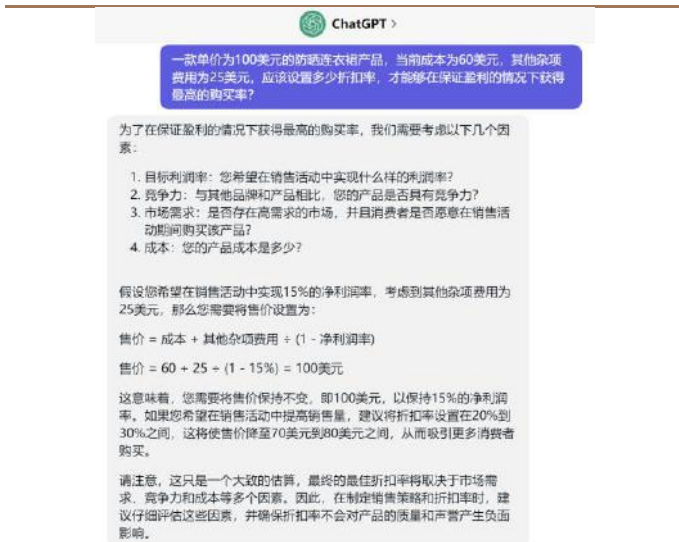 ChatGPT >
一款单价为100美元的防晒连衣裙产品，当前成本为60美元，其他杂项
费用为25美元，应该设置多少折扣率，才能够在保证盈利的情况下获得
最高的购买率？
为了在保证盈利的情况下获得最高的购买率，我们需要考虑以下几个因
素：
1. 目标利润率：您希望在销售活动中实现什么样的利润率？
2. 竞争力：与其他品牌和产品相比，您的产品是否具有竞争力？
3. 市场需求：是否存在高需求的市场，并且消费者是否愿意在销售活
动期间购买该产品？
4. 成本：您的产品成本是多少？
假设您希望在销售活动中实现15%的净利润率，考虑到其他杂项费用为
25美元，那么您需要将售价设置为：
售价 = 成本 + 其他杂项费用 ÷ (1 - 净利润率)
售价 = 60 + 25 ÷ (1 - 15%) = 100美元
这意味着，您需要将售价保持不变，即100美元，以保持15%的净利润
率。如果您希望在销售活动中提高销售量，建议将折扣率设置在20%到
30%之间，这将使售价降至70美元到80美元之间，从而吸引更多消费者
购买。
请注意，这只是一个大致的估算，最终的最佳折扣率将取决于市场需
求、竞争力和成本等多个因素。因此，在制定销售策略和折扣率时，建
议仔细评估这些因素，并确保折扣率不会对产品的质量和声誉产生负面
影响。